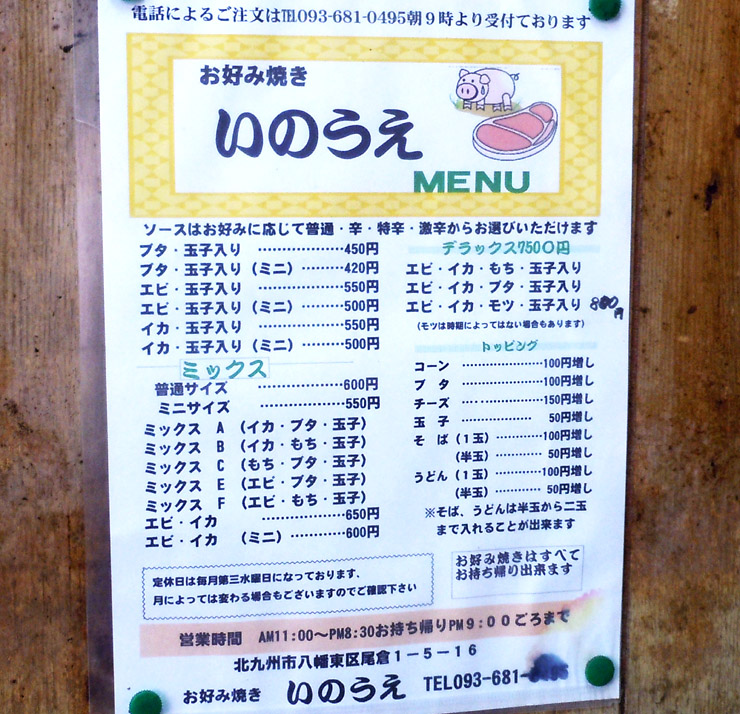 電話によるご注文は℡093-681-0495朝9時より受付ております
お好み焼き
いのうえ
MENU
ソースはお好みに応じて普通・辛・特辛・激辛からお選びいただけます
ブタ・玉子入り ………………450円
ブタ・玉子入り（ミニ）………420円
エビ・玉子入り ………………550円
エビ・玉子入り（ミニ）………500円
イカ・玉子入り ………………550円
イカ・玉子入り（ミニ）………500円
ミックス
普通サイズ ………………600円
ミニサイズ ………………550円
ミックス A （イカ・ブタ・玉子）
ミックス B （イカ・もち・玉子）
ミックス C （もち・ブタ・玉子）
ミックス E （エビ・ブタ・玉子）
ミックス F （エビ・もち・玉子）
エビ・イカ ………………650円
エビ・イカ （ミニ）…………600円
デラックス750０円
エビ・イカ・もち・玉子入り
エビ・イカ・ブタ・玉子入り
エビ・イカ・モツ・玉子入り 800円
（モツは時期によってはない場合もあります）
トッピング
コーン ………………100円増し
ブタ ………………100円増し
チーズ ………………150円増し
玉子 ……………… 50円増し
そば（１玉）…………100円増し
（半玉）………… 50円増し
うどん（１玉）…………100円増し
（半玉）………… 50円増し
※そば、うどんは半玉から二玉
まで入れることが出来ます
お好み焼きはすべて
お持ち帰り出来ます
定休日は毎月第三水曜日になっております、
月によっては変わる場合もございますのでご確認下さい
営業時間 AM11:00～PM8:30お持ち帰りPM９:００ごろまで
北九州市八幡東区尾倉１－５－１６
お好み焼き いのうえ TEL093-681-0495